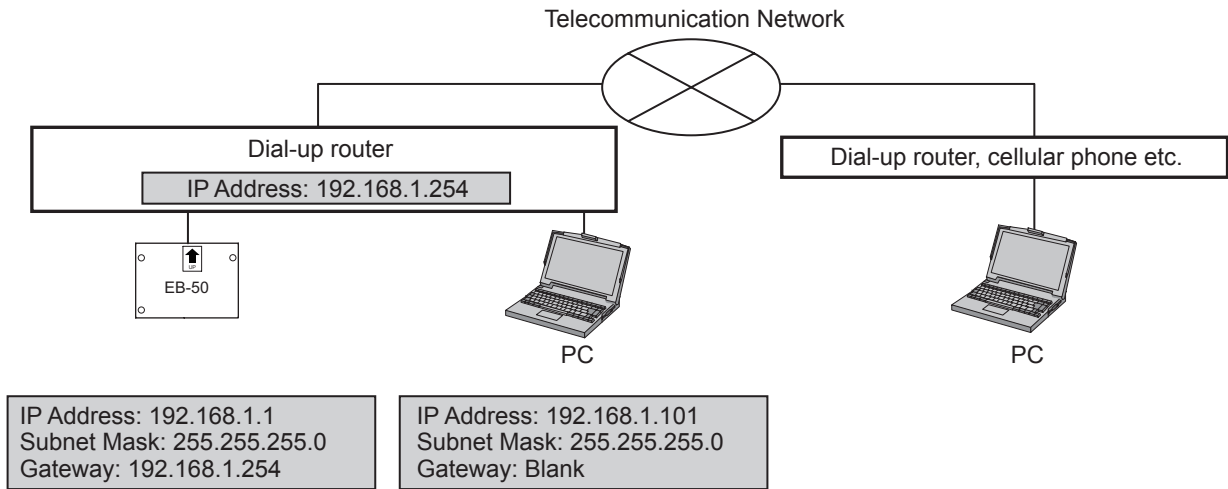 Telecommunication Network
Dial-up router
IP Address: 192.168.1.254
Dial-up router, cellular phone etc.
UP
EB-50
PC
PC
IP Address: 192.168.1.1
Subnet Mask: 255.255.255.0
Gateway: 192.168.1.254
IP Address: 192.168.1.101
Subnet Mask: 255.255.255.0
Gateway: Blank